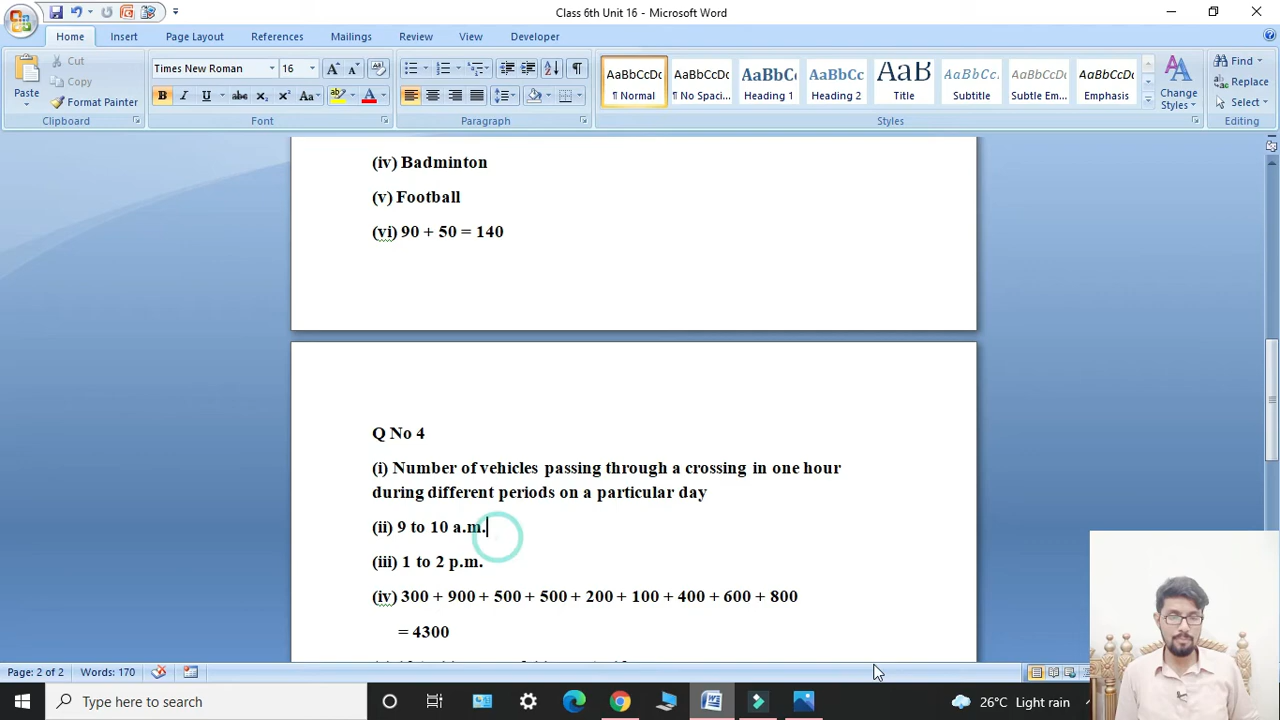 Class 6th Unit 16 - Microsoft Word
Home Insert Page Layout References Mailings Review View Developer
Paste
Cut
Copy
Format Painter
Clipboard
Times New Roman 16
Font
Paragraph
AaBbCcDc AaBbCcDc AaBbC( AaBbCc AaB AaBbCc. AaBbCcDc AaBbCcDc
¶ Normal ¶ No Spaci... Heading 1 Heading 2 Title Subtitle Subtle Em... Emphasis
Change Styles
Styles
Find
Replace
Select
Editing
(iv) Badminton
(v) Football
(vi) 90 + 50 = 140
Q No 4
(i) Number of vehicles passing through a crossing in one hour
during different periods on a particular day
(ii) 9 to 10 a.m.
(iii) 1 to 2 p.m.
(iv) 300 + 900 + 500 + 500 + 200 + 100 + 400 + 600 + 800
= 4300
Page: 2 of 2 Words: 170
Type here to search
26°C Light rain